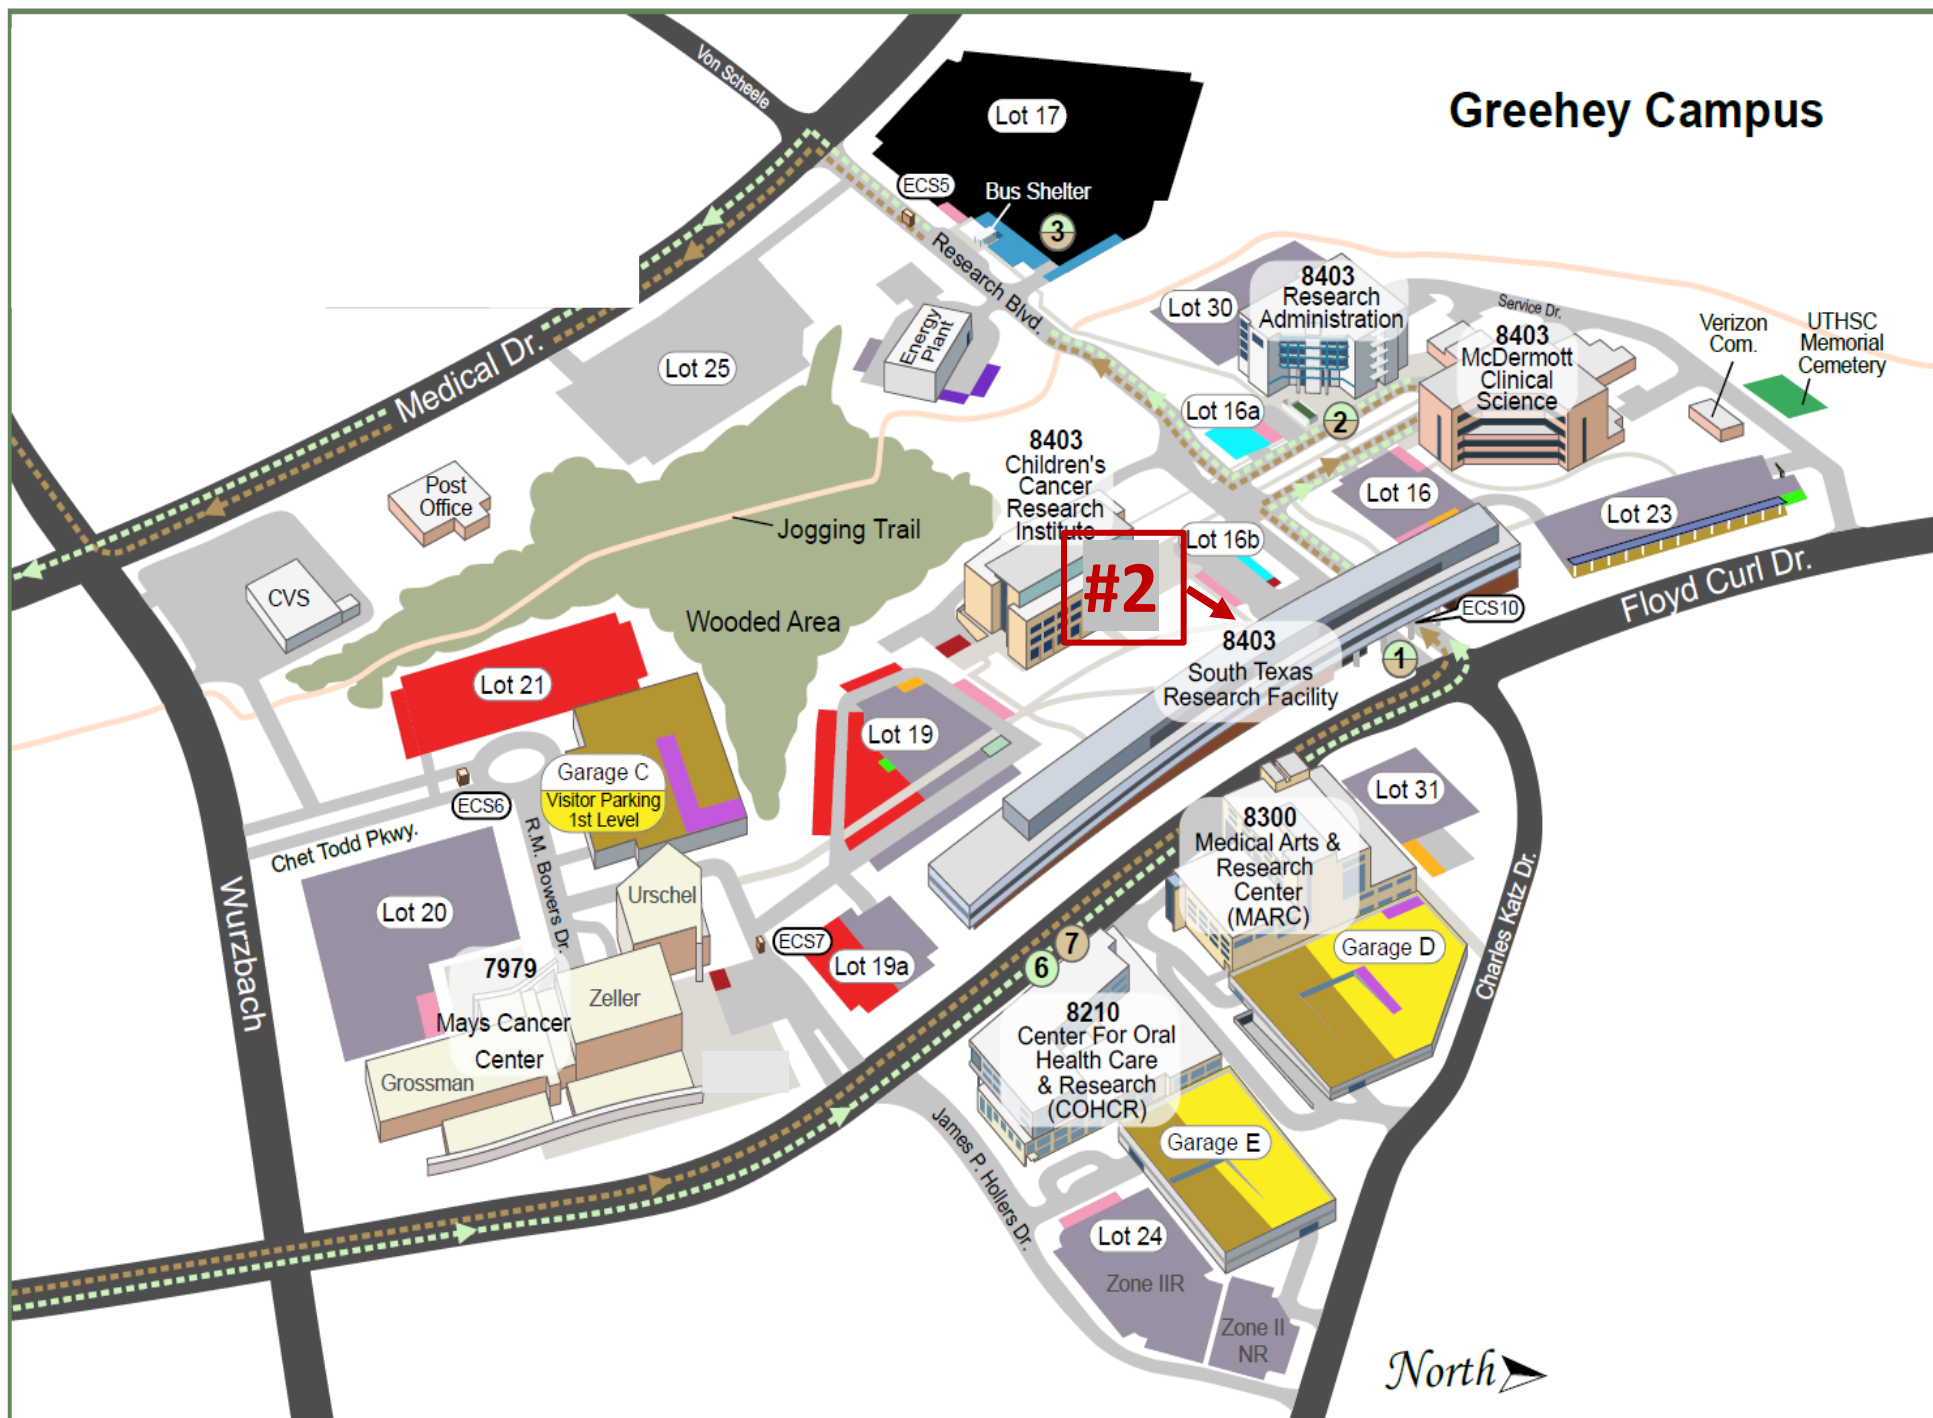 Greehey Campus
Von Scheele
Lot 17
ECS5
Bus Shelter
3
Research Blvd.
8403
Research
Administration
Lot 30
Service Dr.
8403
McDermott
Clinical
Science
Verizon
Com.
UTHSC
Memorial
Cemetery
Energy
Plant
Medical Dr.
Lot 25
Lot 16a
2
8403
Children's
Cancer
Research
Institute
Lot 16
Lot 16b
Lot 23
Floyd Curl Dr.
Post
Office
Jogging Trail
CVS
Wooded Area
#2
ECS10
8403
South Texas
Research Facility
1
Lot 21
Lot 19
Garage C
Visitor Parking
1st Level
ECS6
Chet Todd Pkwy.
R.M. Bowers Dr.
Lot 31
8300
Medical Arts &
Research
Center
(MARC)
Wurzbach
Lot 20
Urschel
ECS7
Lot 19a
7
6
Garage D
Charles Katz Dr.
7979
Mays Cancer
Center
Zeller
Grossman
8210
Center For Oral
Health Care
& Research
(COHCR)
Garage E
James P. Hollers Dr.
Lot 24
Zone IIR
Zone II
NR
North